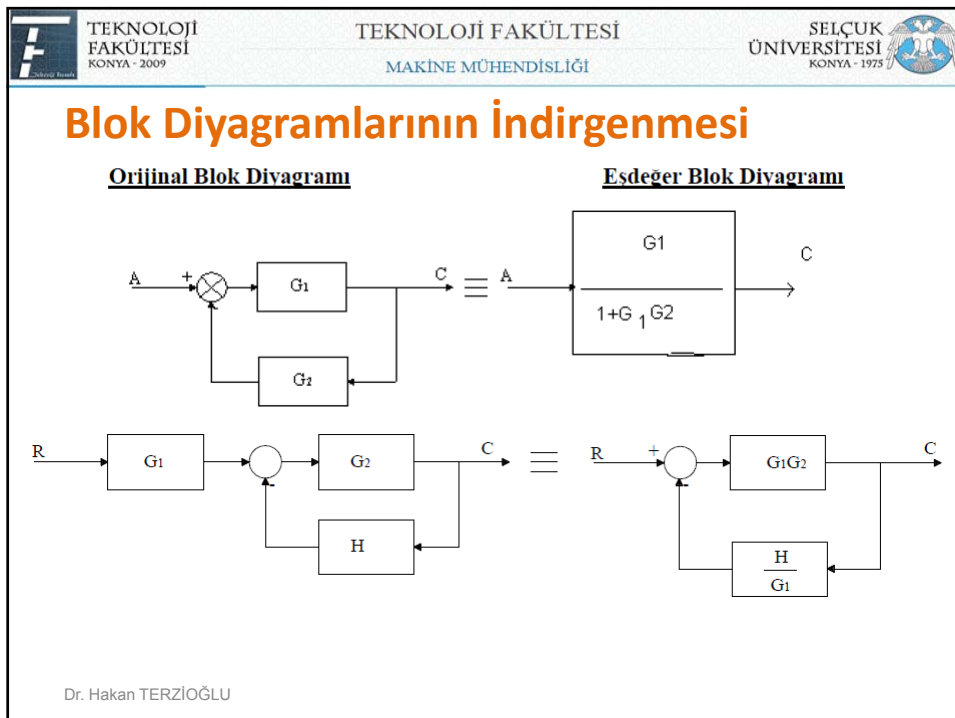 TEKNOLOJİ
FAKÜLTESİ
KONYA - 2009
TEKNOLOJİ FAKÜLTESİ
MAKİNE MÜHENDİSLİĞİ
SELÇUK
ÜNİVERSİTESİ
KONYA - 1975
Blok Diyagramlarının İndirgenmesi
Orijinal Blok Diyagramı
Eşdeğer Blok Diyagramı
A
+
-
G1
C
G2
≡
A
G1
1+G 1 G2
C
R
G1
-
G2
C
H
≡
R
+
-
G1G2
C
H
G1
Dr. Hakan TERZİOĞLU